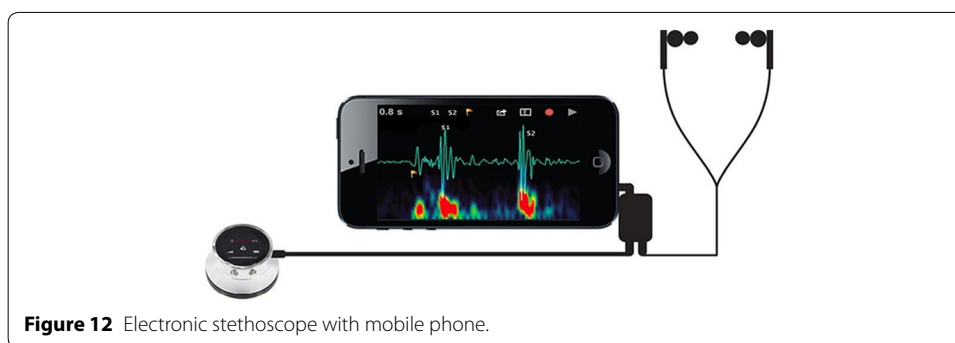 0.8 s S1 S2
S1
S2
Figure 12 Electronic stethoscope with mobile phone.